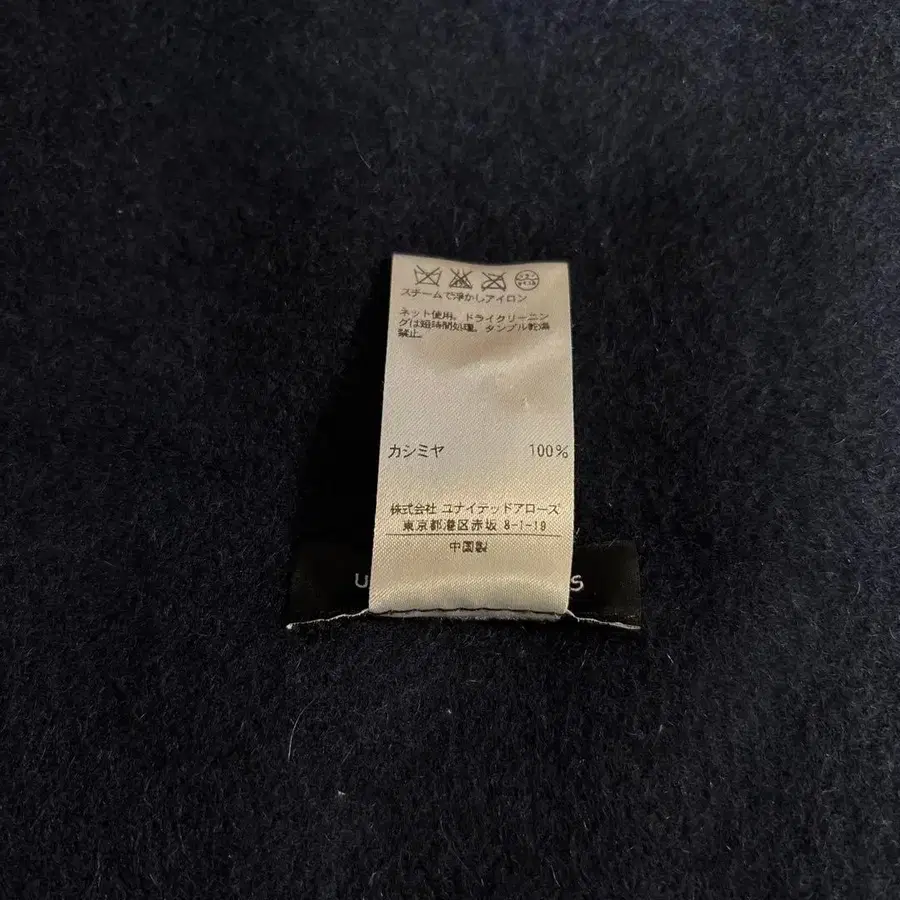 スチームで浮かしアイロン
ネット使用。ドライクリーニン
グは短時間処理。タンブル乾燥
禁止。
カシミヤ 100%
株式会社 ユナイテッドアローズ
東京都港区赤坂 8-1-19
中国製
U S